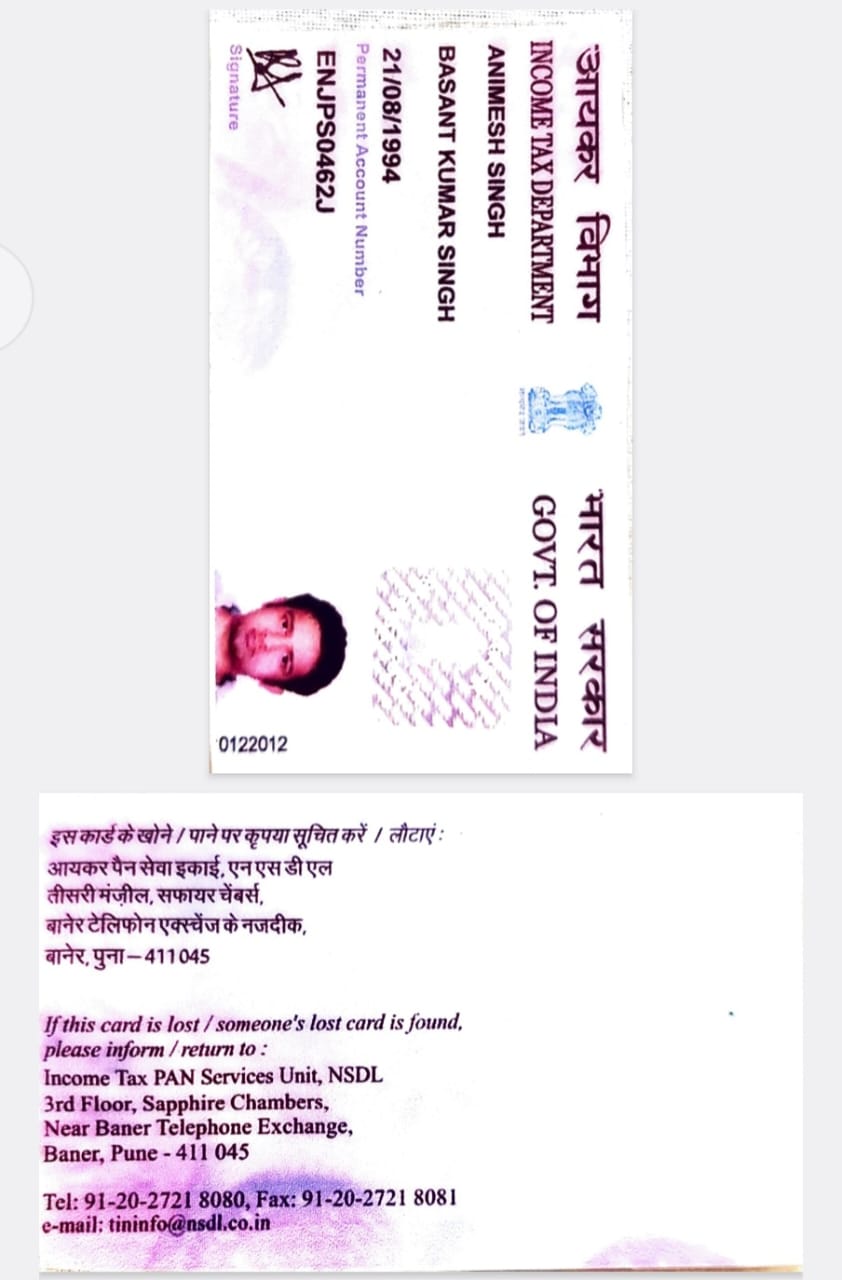 आयकर विभाग
INCOME TAX DEPARTMENT
भारत सरकार
GOVT. OF INDIA
ANIMESH SINGH
BASANT KUMAR SINGH
21/08/1994
Permanent Account Number
ENJPS0462J
Signature
0122012
इस कार्ड के खोने / पाने पर कृपया सूचित करें / लौटाएं :
आयकर पैन सेवा इकाई, एन एस डी एल
तीसरी मंज़ील, सफायर चेंबर्स,
बानेर टेलिफोन एक्स्चेंज के नजदीक,
बानेर, पुना – 411 045
If this card is lost / someone's lost card is found,
please inform / return to :
Income Tax PAN Services Unit, NSDL
3rd Floor, Sapphire Chambers,
Near Baner Telephone Exchange,
Baner, Pune - 411 045
Tel: 91-20-2721 8080, Fax: 91-20-2721 8081
e-mail: tininfo@nsdl.co.in